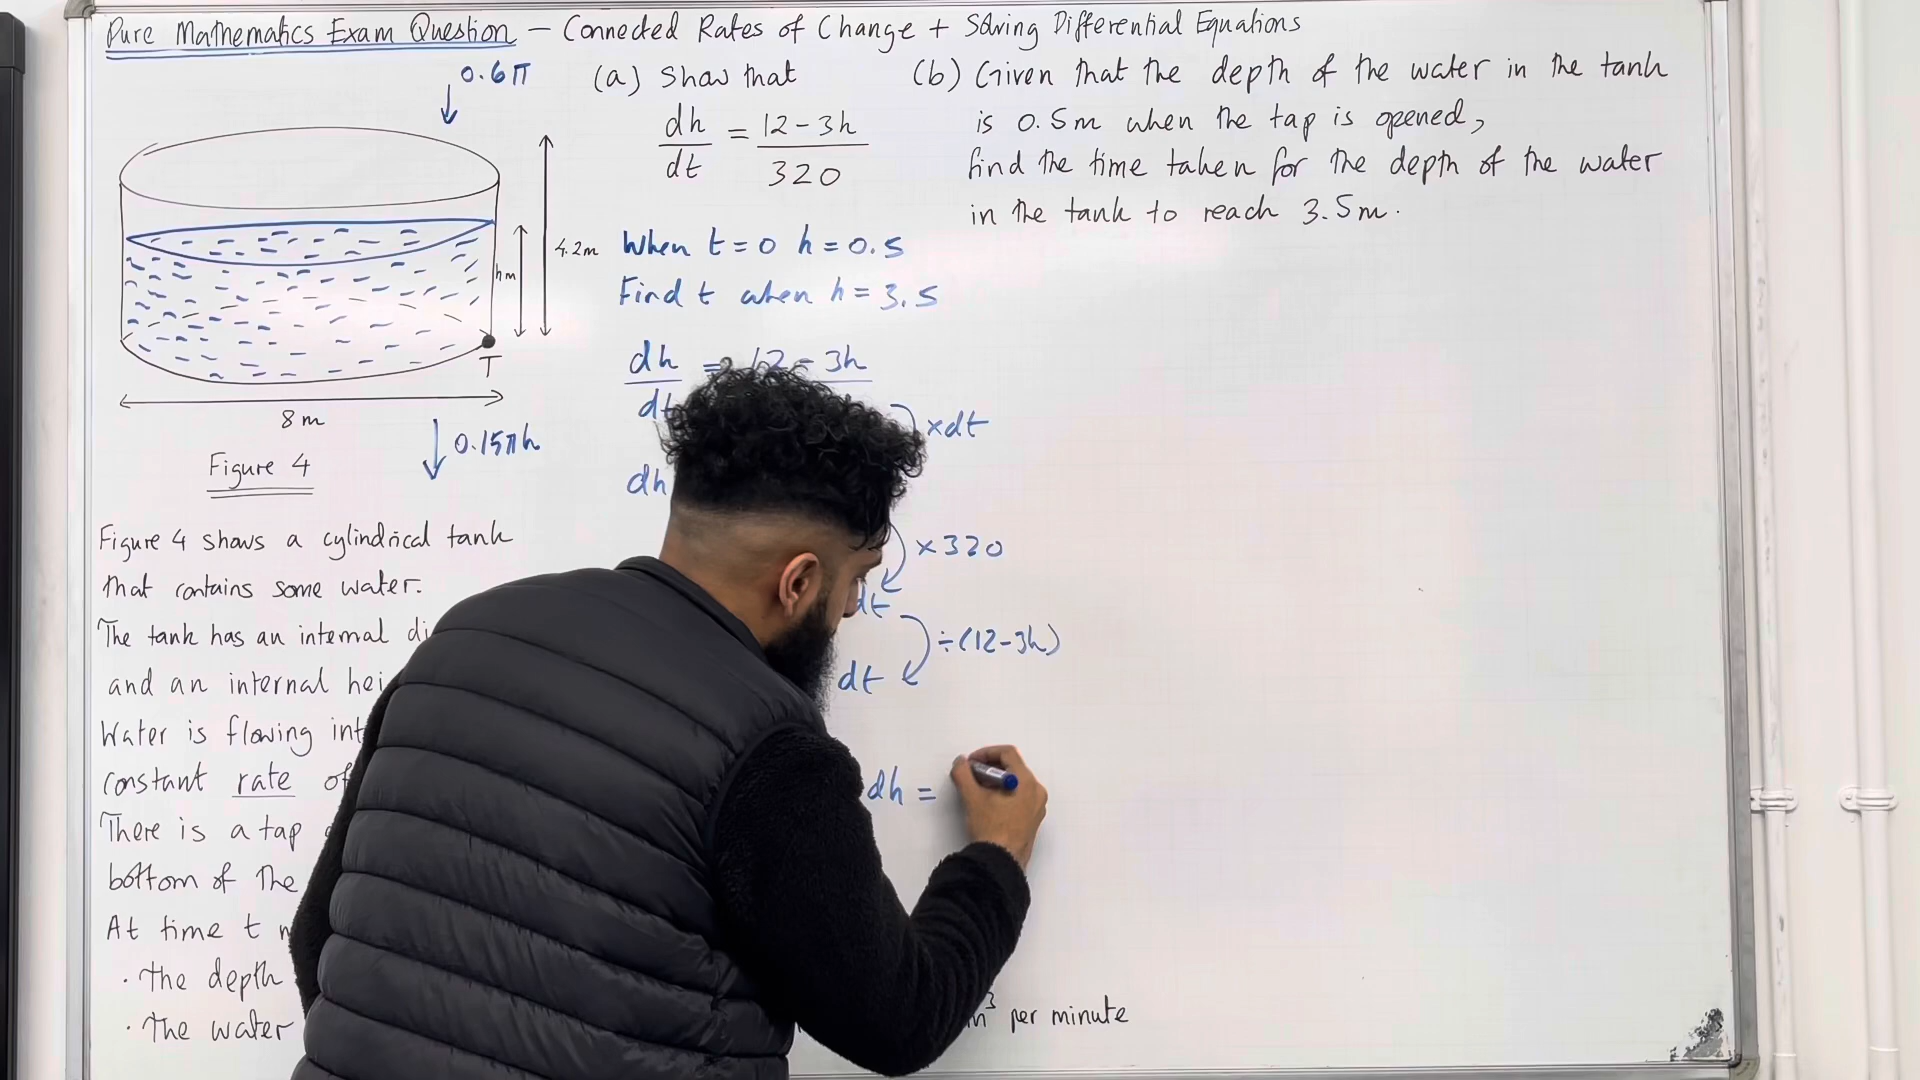 Pure Mathematics Exam Question – Connected Rates of Change + Solving Differential Equations
0.6π
4.2m
hm
T
8m
0.15πh
Figure 4
Figure 4 shows a cylindrical tank
that contains some water.
The tank has an internal
and an internal
Water is flowing
constant rate of
There is a tap
bottom of the
At time t
· the depth
· the water
m³ per minute
(a) Show that
dh/dt = 12-3h/320
When t=0 h=0.5
Find t when h=3.5
dh/dt = 12-3h
×dt
dh
×320
dt
÷(12-3h)
dt
dh =
(b) Given that the depth of the water in the tank
is 0.5m when the tap is opened,
find the time taken for the depth of the water
in the tank to reach 3.5m.